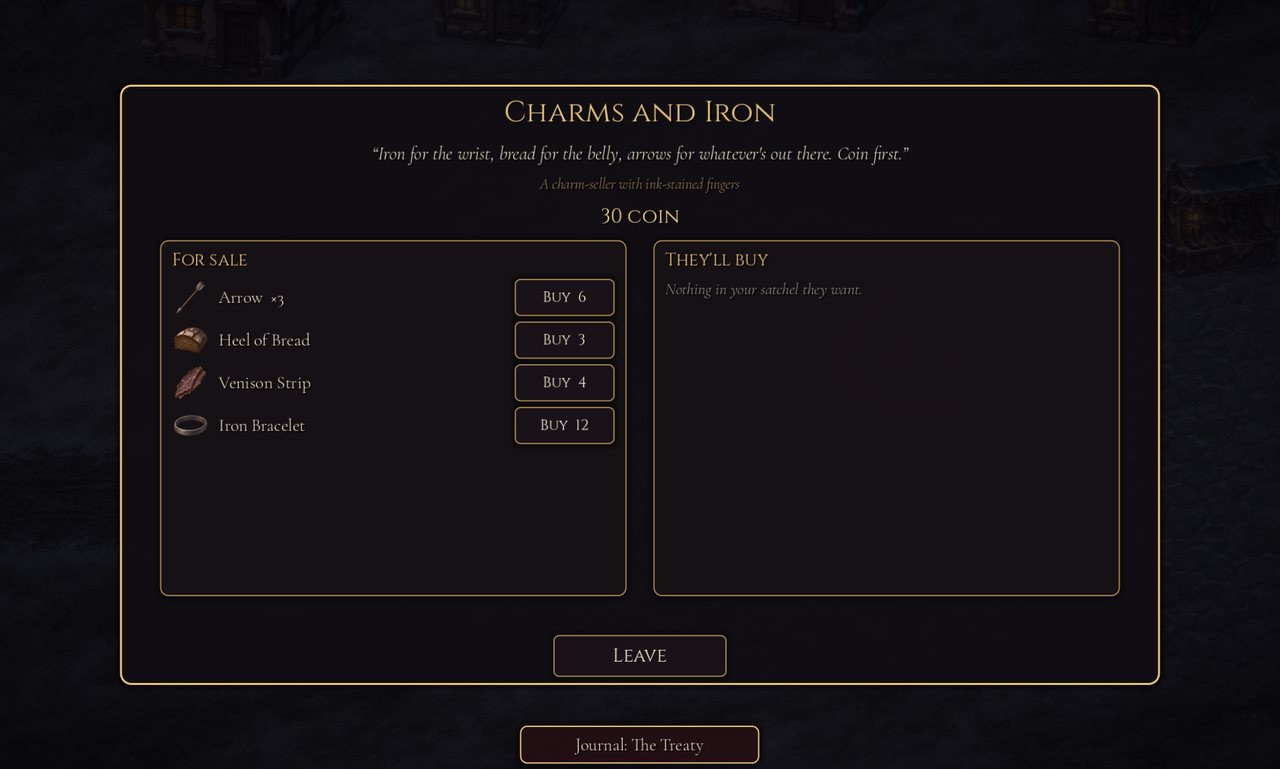 Charms and Iron
“Iron for the wrist, bread for the belly, arrows for whatever's out there. Coin first.”
A charm-seller with ink-stained fingers
30 coin
For sale
Arrow ×3
Buy 6
Heel of Bread
Buy 3
Venison Strip
Buy 4
Iron Bracelet
Buy 12
They'll buy
Nothing in your satchel they want.
Leave
Journal: The Treaty